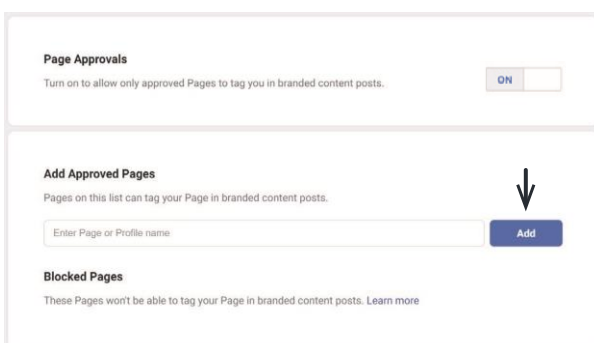 Page Approvals
Turn on to allow only approved Pages to tag you in branded content posts.
ON
Add Approved Pages
Pages on this list can tag your Page in branded content posts.
Enter Page or Profile name
Add
Blocked Pages
These Pages won't be able to tag your Page in branded content posts. Learn more